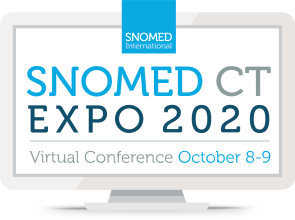 SNOMED
International
SNOMED CT
EXPO 2020
Virtual Conference October 8-9